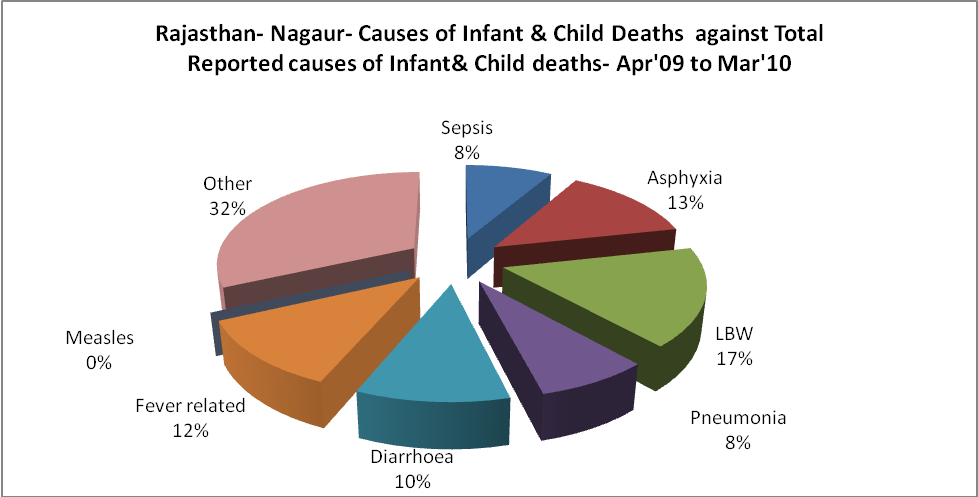 Rajasthan- Nagaur- Causes of Infant & Child Deaths against Total
Reported causes of Infant& Child deaths- Apr'09 to Mar'10
Sepsis
8%
Asphyxia
13%
LBW
17%
Pneumonia
8%
Diarrhoea
10%
Fever related
12%
Measles
0%
Other
32%